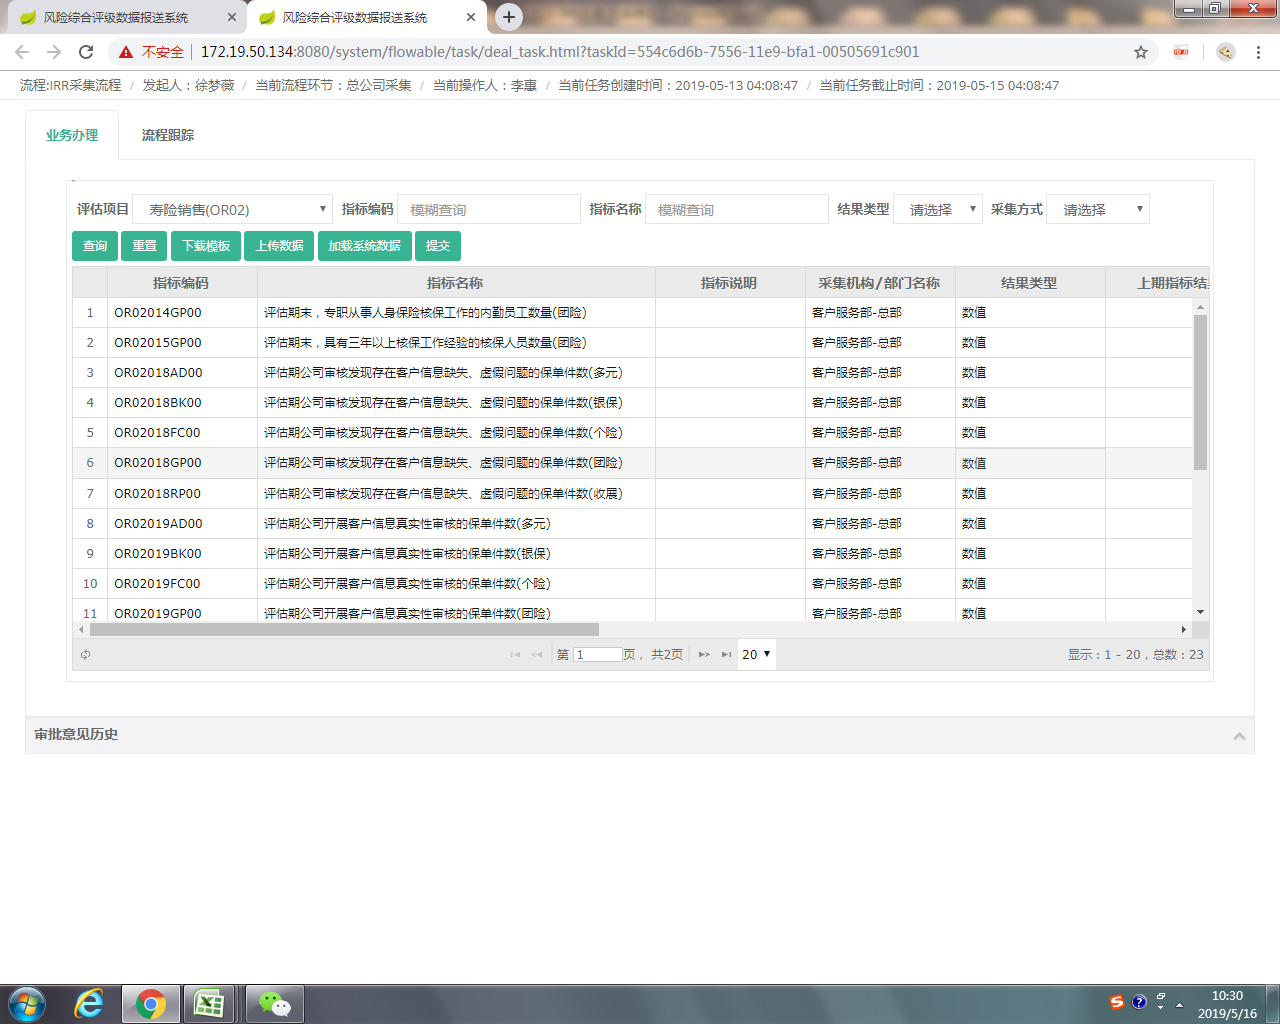 风险综合评级数据报送系统 风险综合评级数据报送系统
不安全 172.19.50.134:8080/system/flowable/task/deal_task.html?taskId=554c6d6b-7556-11e9-bfa1-00505691c901
流程:IRR采集流程 / 发起人：徐梦薇 / 当前流程环节：总公司采集 / 当前操作人：李惠 / 当前任务创建时间：2019-05-13 04:08:47 / 当前任务截止时间：2019-05-15 04:08:47
业务办理 流程跟踪
评估项目 寿险销售(OR02) 指标编码 模糊查询 指标名称 模糊查询 结果类型 请选择 采集方式 请选择
查询 重置 下载模板 上传数据 加载系统数据 提交
指标编码 指标名称 指标说明 采集机构/部门名称 结果类型 上期指标结
1 OR02014GP00 评估期末，专职从事人身保险核保工作的内勤员工数量(团险) 客户服务部-总部 数值
2 OR02015GP00 评估期末，具有三年以上核保工作经验的核保人员数量(团险) 客户服务部-总部 数值
3 OR02018AD00 评估期公司审核发现存在客户信息缺失、虚假问题的保单件数(多元) 客户服务部-总部 数值
4 OR02018BK00 评估期公司审核发现存在客户信息缺失、虚假问题的保单件数(银保) 客户服务部-总部 数值
5 OR02018FC00 评估期公司审核发现存在客户信息缺失、虚假问题的保单件数(个险) 客户服务部-总部 数值
6 OR02018GP00 评估期公司审核发现存在客户信息缺失、虚假问题的保单件数(团险) 客户服务部-总部 数值
7 OR02018RP00 评估期公司审核发现存在客户信息缺失、虚假问题的保单件数(收展) 客户服务部-总部 数值
8 OR02019AD00 评估期公司开展客户信息真实性审核的保单件数(多元) 客户服务部-总部 数值
9 OR02019BK00 评估期公司开展客户信息真实性审核的保单件数(银保) 客户服务部-总部 数值
10 OR02019FC00 评估期公司开展客户信息真实性审核的保单件数(个险) 客户服务部-总部 数值
11 OR02019GP00 评估期公司开展客户信息真实性审核的保单件数(团险) 客户服务部-总部 数值
第 1 页，共2页 20 显示：1 - 20，总数：23
审批意见历史
10:30
2019/5/16